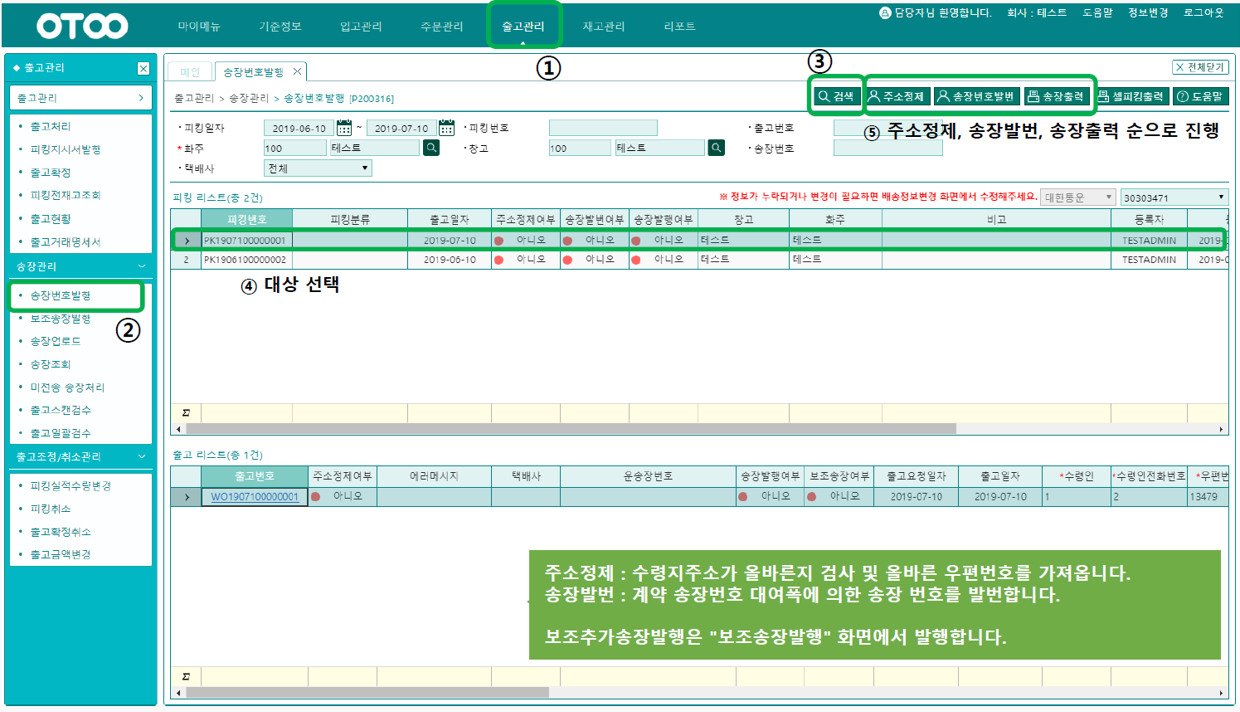 OTOO
마이메뉴 기준정보 입고관리 주문관리 출고관리 재고관리 리포트
담당자님 환영합니다. 회사 : 테스트 도움말 정보변경 로그아웃
①
출고관리
출고관리
• 출고처리
• 피킹지시서발행
• 출고확정
• 피킹전재고조회
• 출고현황
• 출고거래명세서
송장관리
• 송장번호발행
②
• 보조송장발행
• 송장업로드
• 송장조회
• 미전송 송장처리
• 출고스캔검수
• 출고일괄검수
출고조정/취소관리
• 피킹실적수량변경
• 피킹취소
• 출고확정취소
• 출고금액변경
메인 송장번호발행 X
X 전체닫기
출고관리 > 송장관리 > 송장번호발행 [P200316]
③
검색 주소정제 송장번호발번 송장출력 셀피킹출력 도움말
⑤ 주소정제, 송장발번, 송장출력 순으로 진행
·피킹일자 2019-06-10 ~ 2019-07-10 ·피킹번호 ·출고번호
*화주 100 테스트 ·창고 100 테스트 ·송장번호
·택배사 전체
피킹 리스트(총 2건)
※ 정보가 누락되거나 변경이 필요하면 배송정보변경 화면에서 수정해주세요. 대한통운 30303471
피킹번호 피킹분류 출고일자 주소정제여부 송장발번여부 송장발행여부 창고 화주 비고 등록자
> PK1907100000001 2019-07-10 아니오 아니오 아니오 테스트 테스트 TESTADMIN 2019-
2 PK1906100000002 2019-06-10 아니오 아니오 아니오 테스트 테스트 TESTADMIN 2019-0
④ 대상 선택
Σ
출고 리스트(총 1건)
출고번호 주소정제여부 에러메시지 택배사 운송장번호 송장발행여부 보조송장여부 출고요청일자 출고일자 *수령인 *수령인전화번호 *우편번
> WO1907100000001 아니오 아니오 아니오 2019-07-10 2019-07-10 1 2 13479
주소정제 : 수령지주소가 올바른지 검사 및 올바른 우편번호를 가져옵니다.
송장발번 : 계약 송장번호 대여폭에 의한 송장 번호를 발번합니다.
보조추가송장발행은 "보조송장발행" 화면에서 발행합니다.
Σ